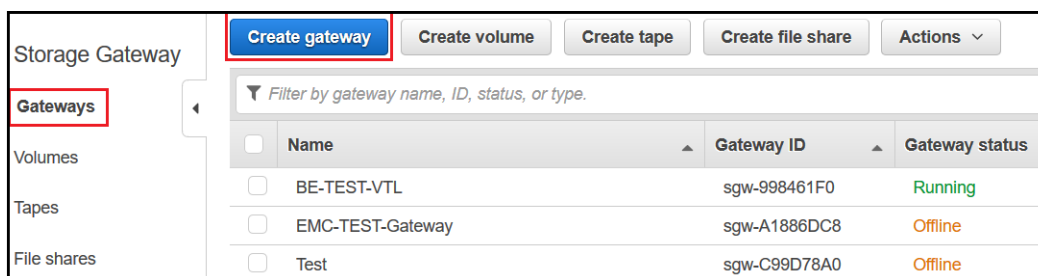 Storage Gateway
Gateways
Volumes
Tapes
File shares
Create gateway Create volume Create tape Create file share Actions
Filter by gateway name, ID, status, or type.
Name Gateway ID Gateway status
BE-TEST-VTL sgw-998461F0 Running
EMC-TEST-Gateway sgw-A1886DC8 Offline
Test sgw-C99D78A0 Offline